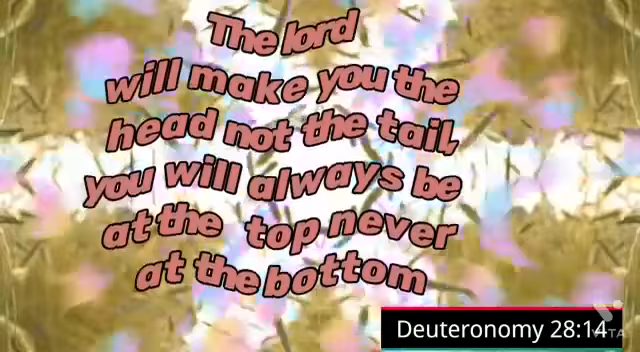 The lord
will make you the
head not the tail,
you will always be
at the top never
at the bottom
Deuteronomy 28:14